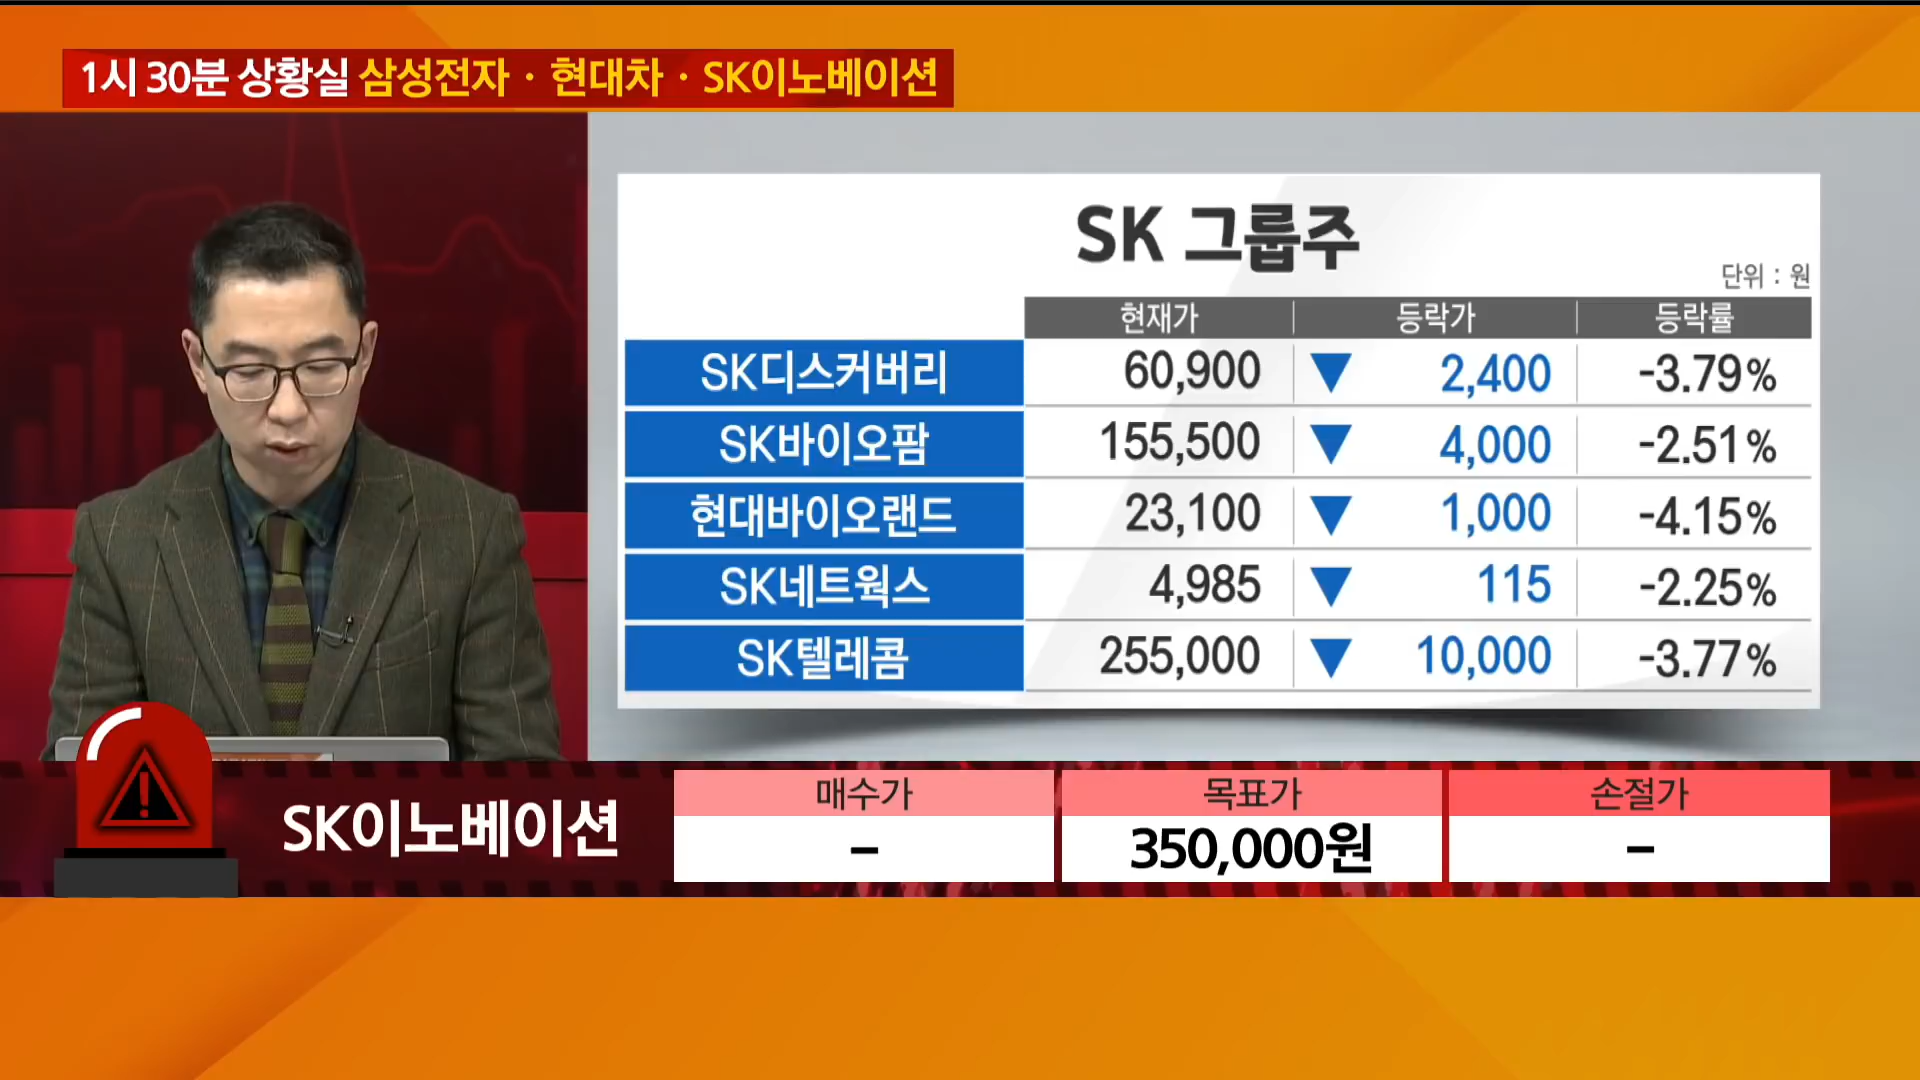 1시 30분 상황실 삼성전자 · 현대차 · SK이노베이션
SK 그룹주
단위 : 원
현재가 등락가 등락률
SK디스커버리 60,900 ▼ 2,400 -3.79%
SK바이오팜 155,500 ▼ 4,000 -2.51%
현대바이오랜드 23,100 ▼ 1,000 -4.15%
SK네트웍스 4,985 ▼ 115 -2.25%
SK텔레콤 255,000 ▼ 10,000 -3.77%
SK이노베이션
매수가 목표가 손절가
– 350,000원 –